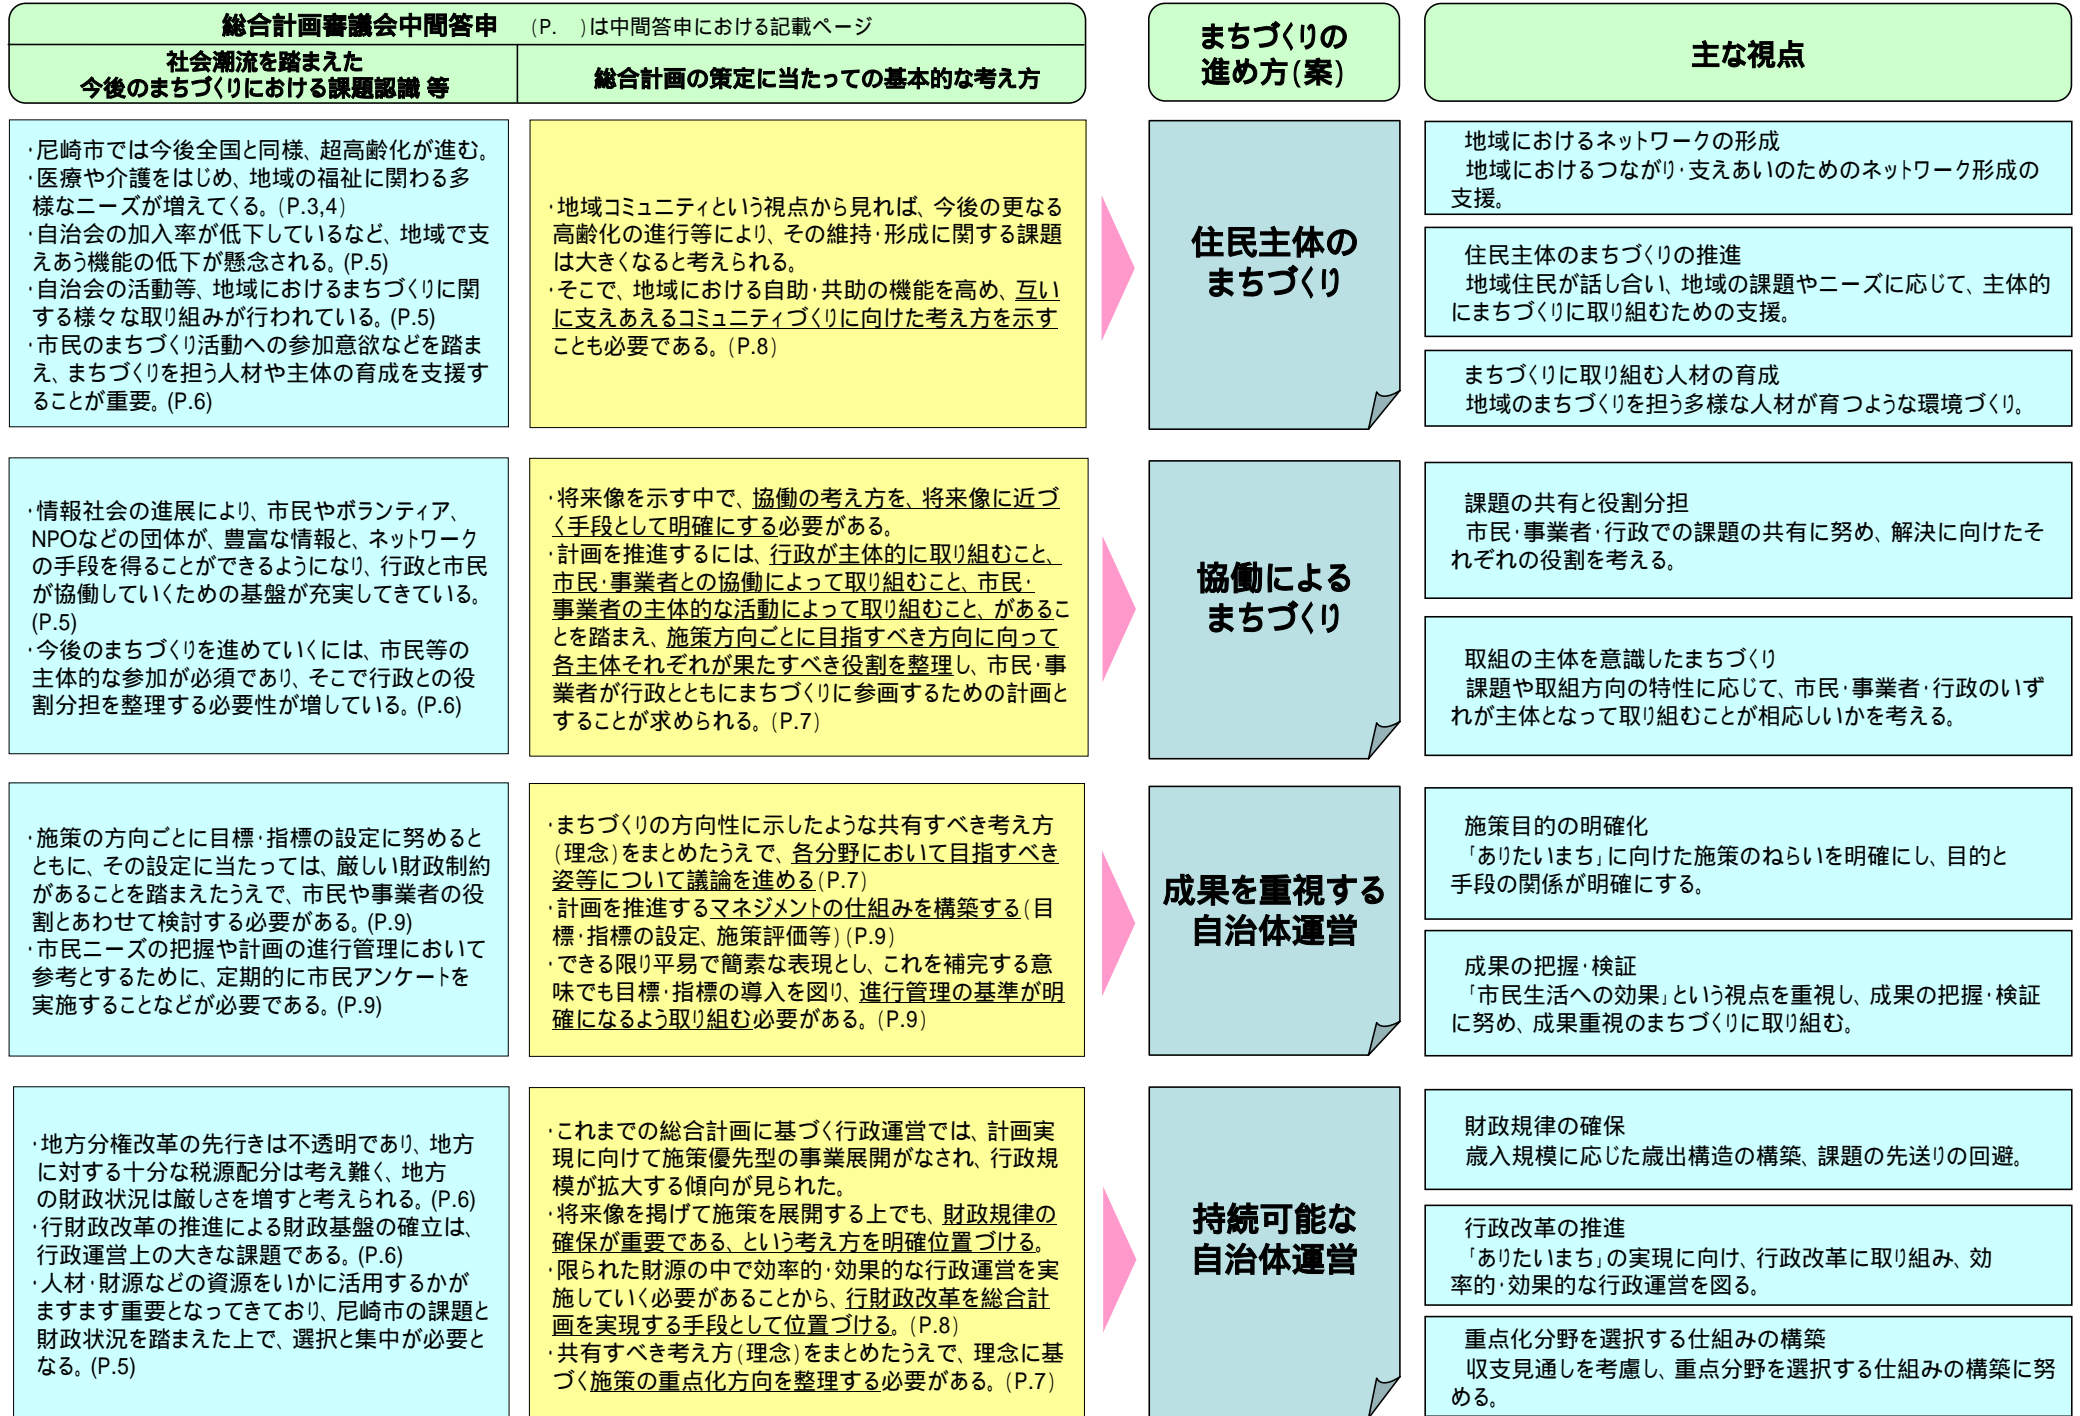 総合計画審議会中間答申　(P.　)は中間答申における記載ページ
社会潮流を踏まえた
今後のまちづくりにおける課題認識 等
総合計画の策定に当たっての基本的な考え方
まちづくりの
進め方(案)
主な視点
・尼崎市では今後全国と同様、超高齢化が進む。
・医療や介護をはじめ、地域の福祉に関わる多
様なニーズが増えてくる。(P.3,4)
・自治会の加入率が低下しているなど、地域で支
えあう機能の低下が懸念される。(P.5)
・自治会の活動等、地域におけるまちづくりに関
する様々な取り組みが行われている。(P.5)
・市民のまちづくり活動への参加意欲などを踏ま
え、まちづくりを担う人材や主体の育成を支援す
ることが重要。(P.6)
・地域コミュニティという視点から見れば、今後の更なる
高齢化の進行等により、その維持・形成に関する課題
は大きくなると考えられる。
・そこで、地域における自助・共助の機能を高め、互い
に支えあえるコミュニティづくりに向けた考え方を示す
ことも必要である。(P.8)
住民主体の
まちづくり
地域におけるネットワークの形成
地域におけるつながり・支えあいのためのネットワーク形成の
支援。
住民主体のまちづくりの推進
地域住民が話し合い、地域の課題やニーズに応じて、主体的
にまちづくりに取り組むための支援。
まちづくりに取り組む人材の育成
地域のまちづくりを担う多様な人材が育つような環境づくり。
・情報社会の進展により、市民やボランティア、
NPOなどの団体が、豊富な情報と、ネットワーク
の手段を得ることができるようになり、行政と市民
が協働していくための基盤が充実してきている。
(P.5)
・今後のまちづくりを進めていくには、市民等の
主体的な参加が必須であり、そこで行政との役
割分担を整理する必要性が増している。(P.6)
・将来像を示す中で、協働の考え方を、将来像に近づ
く手段として明確にする必要がある。
・計画を推進するには、行政が主体的に取り組むこと、
市民・事業者との協働によって取り組むこと、市民・
事業者の主体的な活動によって取り組むこと、があるこ
とを踏まえ、施策方向ごとに目指すべき方向に向って
各主体それぞれが果たすべき役割を整理し、市民・事
業者が行政とともにまちづくりに参画するための計画と
することが求められる。(P.7)
協働による
まちづくり
課題の共有と役割分担
市民・事業者・行政での課題の共有に努め、解決に向けたそ
れぞれの役割を考える。
取組の主体を意識したまちづくり
課題や取組方向の特性に応じて、市民・事業者・行政のいず
れが主体となって取り組むことが相応しいかを考える。
・施策の方向ごとに目標・指標の設定に努めると
ともに、その設定に当たっては、厳しい財政制約
があることを踏まえたうえで、市民や事業者の役
割とあわせて検討する必要がある。(P.9)
・市民ニーズの把握や計画の進行管理において
参考とするために、定期的に市民アンケートを
実施することなどが必要である。(P.9)
・まちづくりの方向性に示したような共有すべき考え方
(理念)をまとめたうえで、各分野において目指すべき
姿等について議論を進める(P.7)
・計画を推進するマネジメントの仕組みを構築する(目
標・指標の設定、施策評価等)(P.9)
・できる限り平易で簡素な表現とし、これを補完する意
味でも目標・指標の導入を図り、進行管理の基準が明
確になるよう取り組む必要がある。(P.9)
成果を重視する
自治体運営
施策目的の明確化
「ありたいまち」に向けた施策のねらいを明確にし、目的と
手段の関係が明確にする。
成果の把握・検証
「市民生活への効果」という視点を重視し、成果の把握・検証
に努め、成果重視のまちづくりに取り組む。
・地方分権改革の先行きは不透明であり、地方
に対する十分な税源配分は考え難く、地方
の財政状況は厳しさを増すと考えられる。(P.6)
・行財政改革の推進による財政基盤の確立は、
行政運営上の大きな課題である。(P.6)
・人材・財源などの資源をいかに活用するかが
ますます重要となってきており、尼崎市の課題と
財政状況を踏まえた上で、選択と集中が必要と
なる。(P.5)
・これまでの総合計画に基づく行政運営では、計画実
現に向けて施策優先型の事業展開がなされ、行政規
模が拡大する傾向が見られた。
・将来像を掲げて施策を展開する上でも、財政規律の
確保が重要である、という考え方を明確位置づける。
・限られた財源の中で効率的・効果的な行政運営を実
施していく必要があることから、行財政改革を総合計
画を実現する手段として位置づける。(P.8)
・共有すべき考え方(理念)をまとめたうえで、理念に基
づく施策の重点化方向を整理する必要がある。(P.7)
持続可能な
自治体運営
財政規律の確保
歳入規模に応じた歳出構造の構築、課題の先送りの回避。
行政改革の推進
「ありたいまち」の実現に向け、行政改革に取り組み、効
率的・効果的な行政運営を図る。
重点化分野を選択する仕組みの構築
収支見通しを考慮し、重点分野を選択する仕組みの構築に努
める。